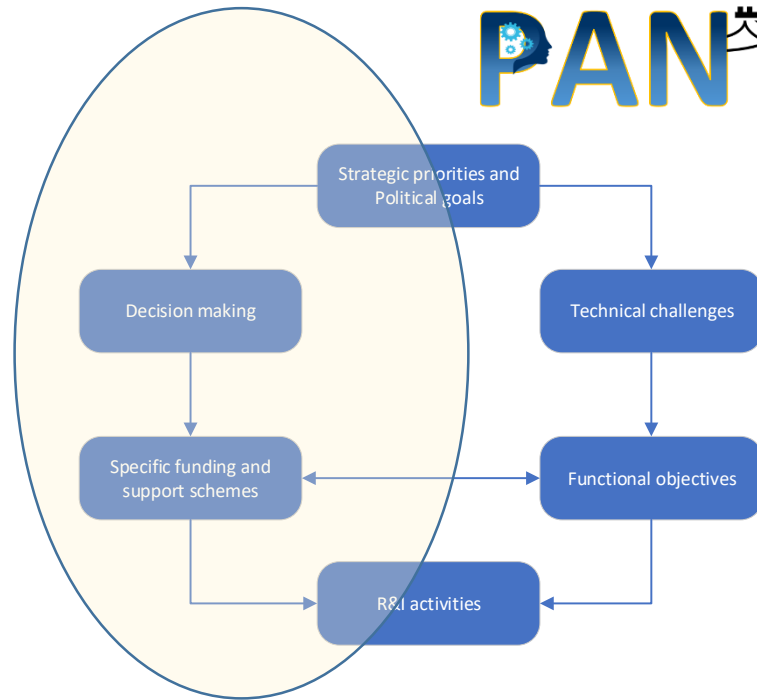 PAN
Strategic priorities and
Political goals
Decision making
Technical challenges
Specific funding and
support schemes
Functional objectives
R&I activities